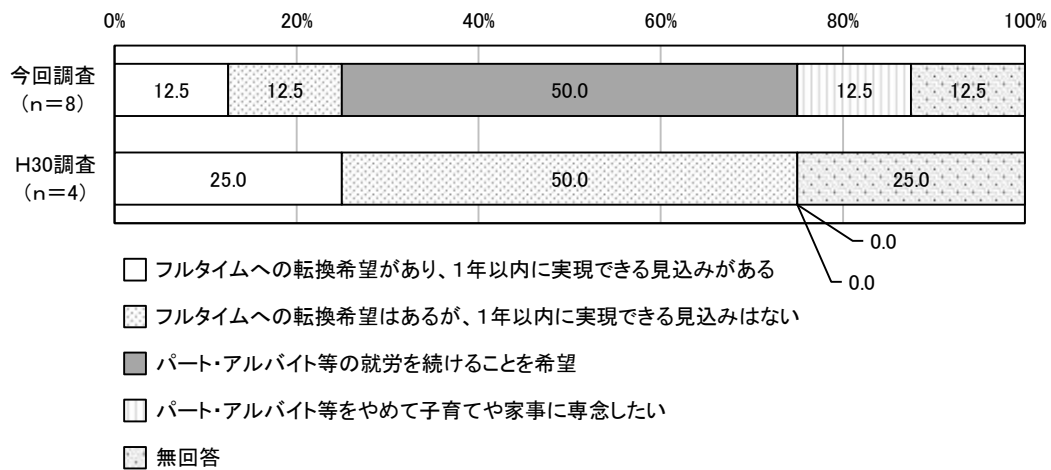 0% 20% 40% 60% 80% 100%
今回調査
(n=8)
12.5 12.5 50.0 12.5 12.5
H30調査
(n=4)
25.0 50.0 25.0
0.0
0.0
フルタイムへの転換希望があり、1年以内に実現できる見込みがある
フルタイムへの転換希望はあるが、1年以内に実現できる見込みはない
パート・アルバイト等の就労を続けることを希望
パート・アルバイト等をやめて子育てや家事に専念したい
無回答